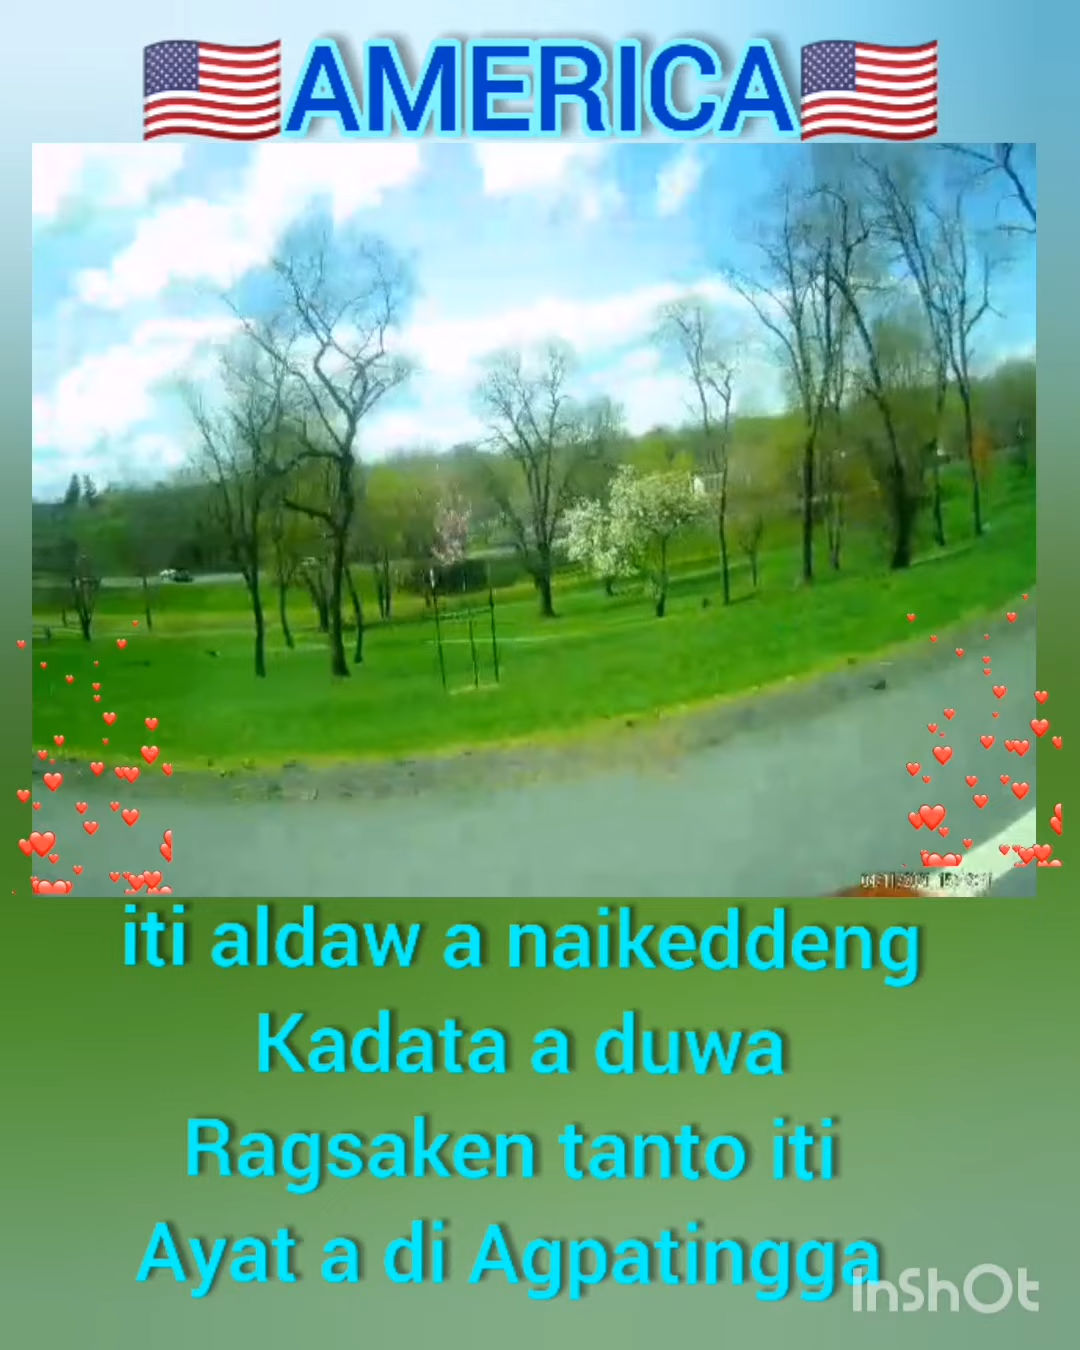 🇺🇸AMERICA🇺🇸
iti aldaw a naikeddeng
Kadata a duwa
Ragsaken tanto iti
Ayat a di Agpatingga
InShOt